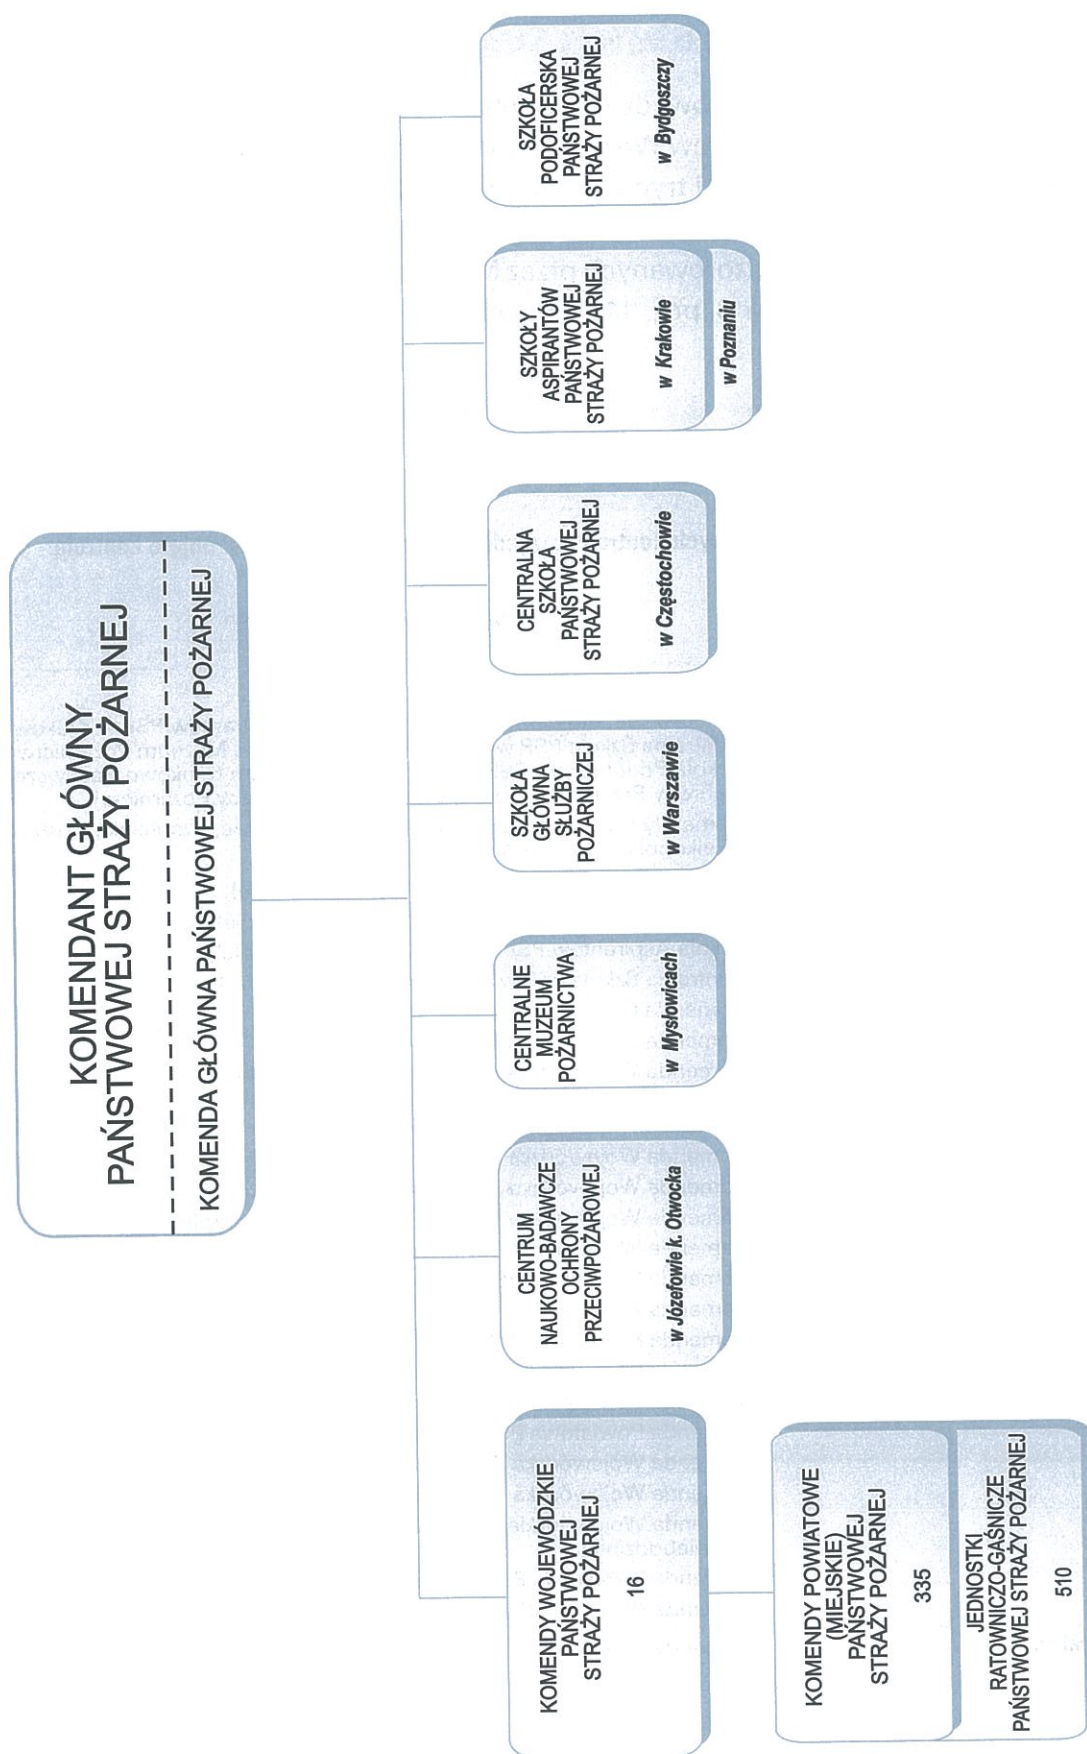 KOMENDANT GŁÓWNY
PAŃSTWOWEJ STRAŻY POŻARNEJ
KOMENDA GŁÓWNA PAŃSTWOWEJ STRAŻY POŻARNEJ
KOMENDY WOJEWÓDZKIE
PAŃSTWOWEJ
STRAŻY POŻARNEJ
16
KOMENDY POWIATOWE
(MIEJSKIE)
PAŃSTWOWEJ
STRAŻY POŻARNEJ
335
JEDNOSTKI
RATOWNICZO-GAŚNICZE
PAŃSTWOWEJ STRAŻY POŻARNEJ
510
CENTRUM
NAUKOWO-BADAWCZE
OCHRONY
PRZECIWPOŻAROWEJ
w Józefowie k. Otwocka
CENTRALNE
MUZEUM
POŻARNICTWA
w Mysłowicach
SZKOŁA
GŁÓWNA
SŁUŻBY
POŻARNICZEJ
w Warszawie
CENTRALNA
SZKOŁA
PAŃSTWOWEJ
STRAŻY POŻARNEJ
w Częstochowie
SZKOŁY
ASPIRANTÓW
PAŃSTWOWEJ
STRAŻY POŻARNEJ
w Krakowie
w Poznaniu
SZKOŁA
PODOFICERSKA
PAŃSTWOWEJ
STRAŻY POŻARNEJ
w Bydgoszczy